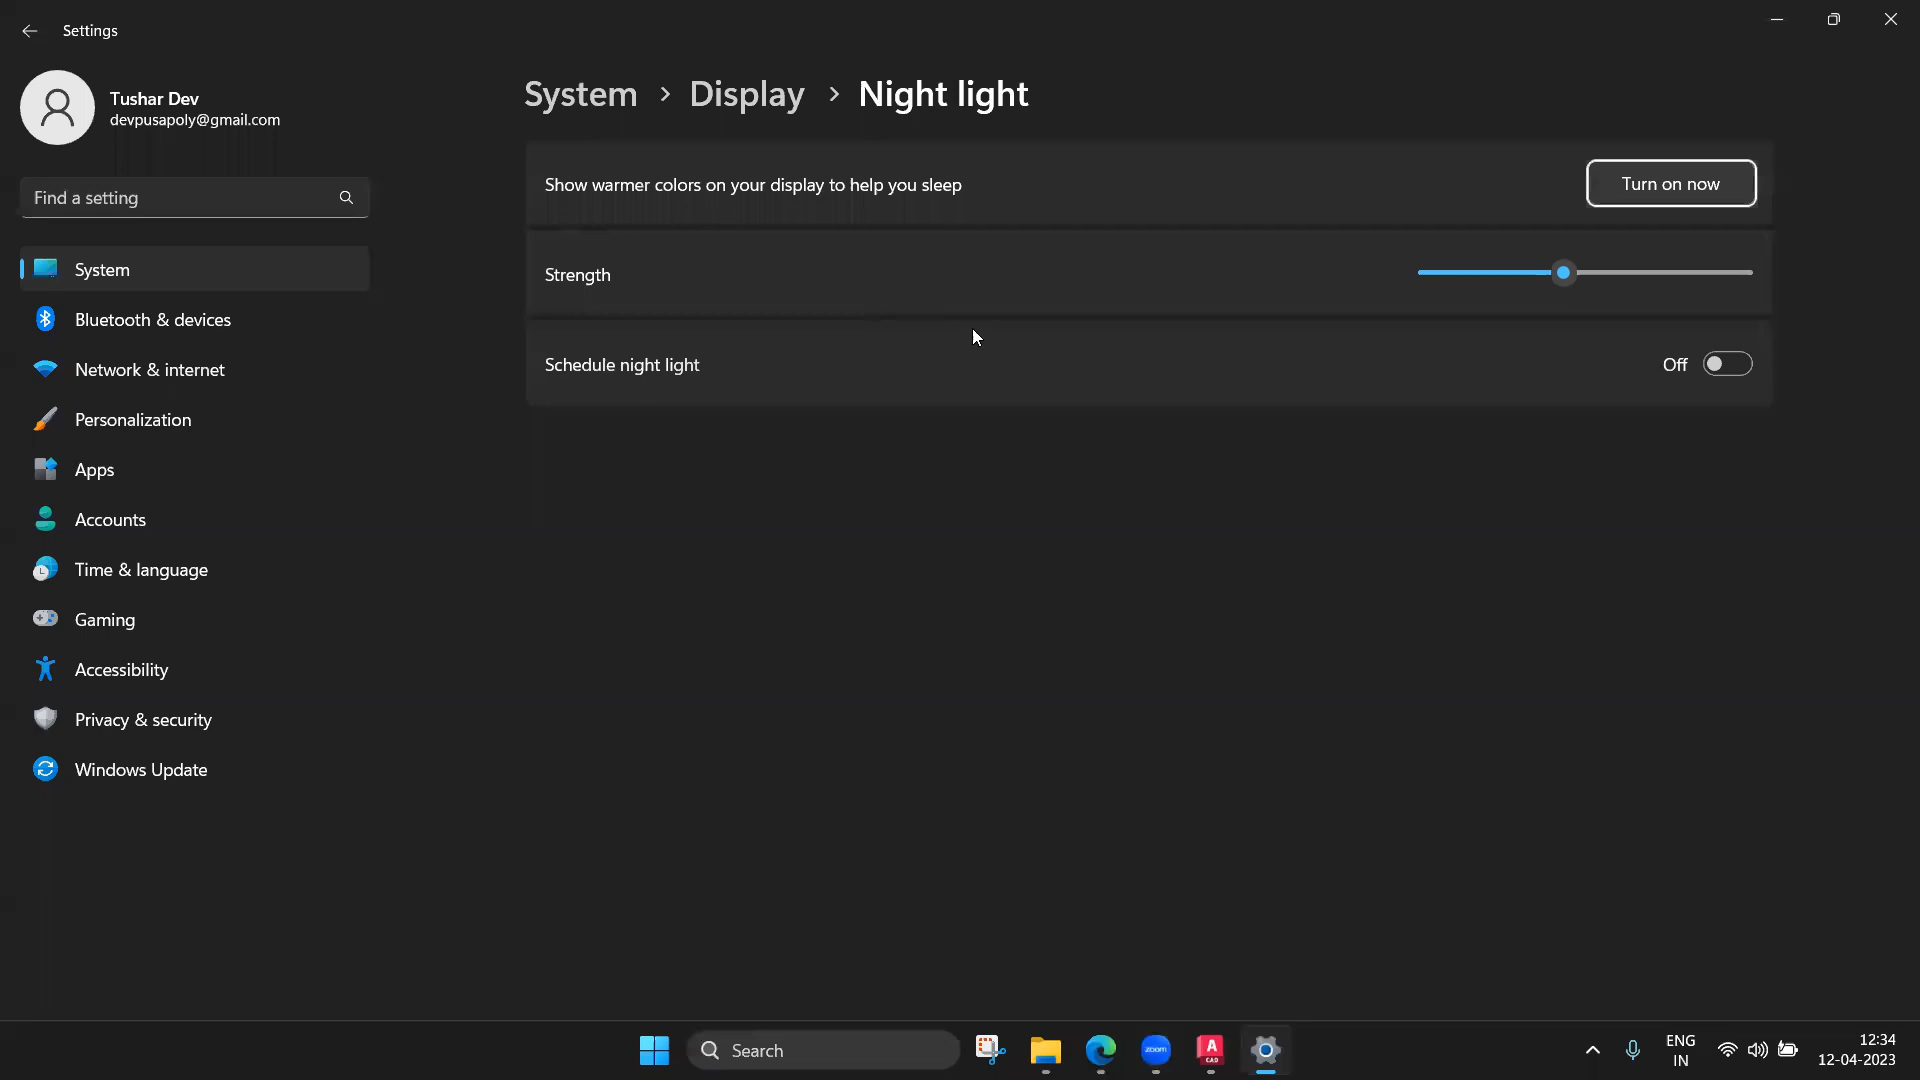 Settings
Tushar Dev
devpusapoly@gmail.com
Find a setting
System
Bluetooth & devices
Network & internet
Personalization
Apps
Accounts
Time & language
Gaming
Accessibility
Privacy & security
Windows Update
System > Display > Night light
Show warmer colors on your display to help you sleep
Turn on now
Strength
Schedule night light
Off
Search
zoom
A
CAD
ENG
IN
12:34
12-04-2023